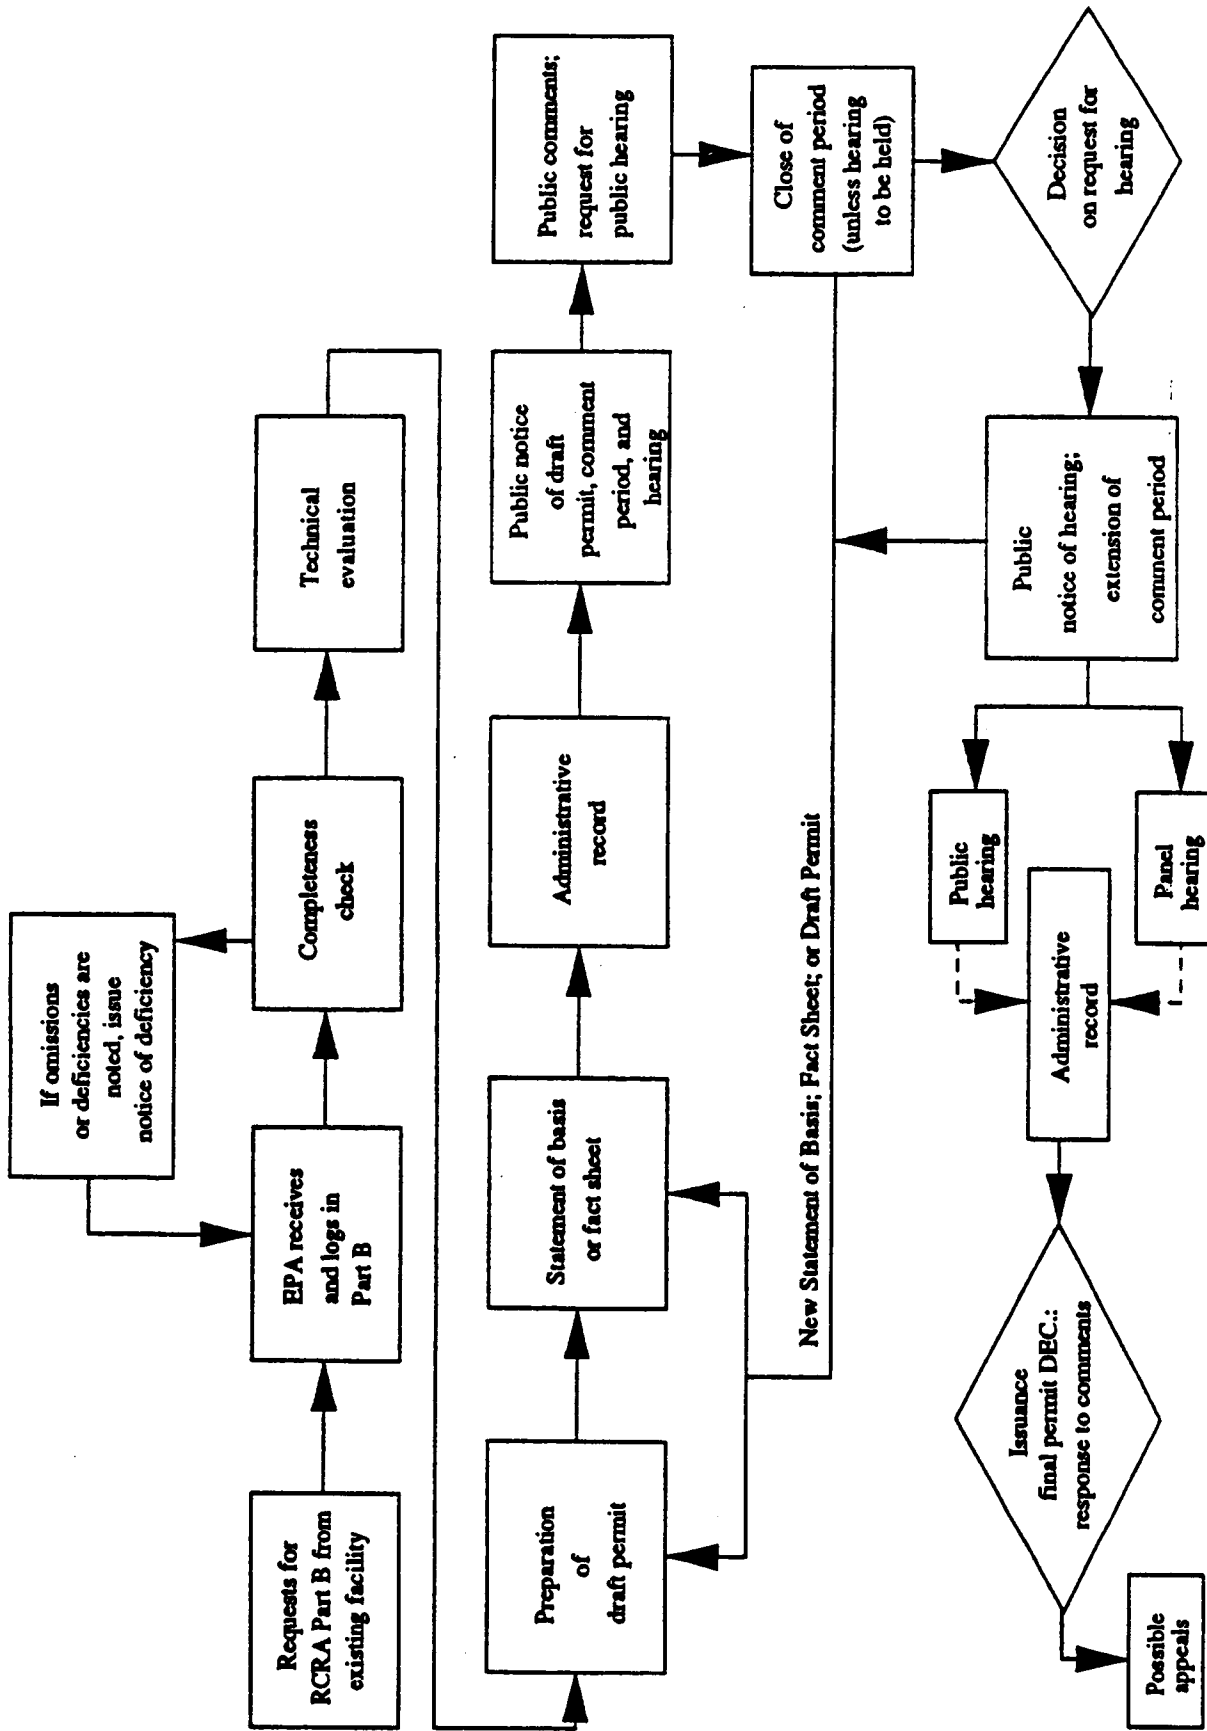 If omissions
or deficiencies are
noted, issue
notice of deficiency
Requests for
RCRA Part B from
existing facility
EPA receives
and logs in
Part B
Completeness
check
Technical
evaluation
Preparation
of
draft permit
Statement of basis
or fact sheet
Administrative
record
Public notice
of draft
permit, comment
period, and
hearing
Public comments;
request for
public hearing
Close of
comment period
(unless hearing
to be held)
New Statement of Basis; Fact Sheet; or Draft Permit
Decision
on request for
hearing
Public
notice of hearing;
extension of
comment period
Public
hearing
Panel
hearing
Administrative
record
Issuance
final permit DEC.:
response to comments
Possible
appeals